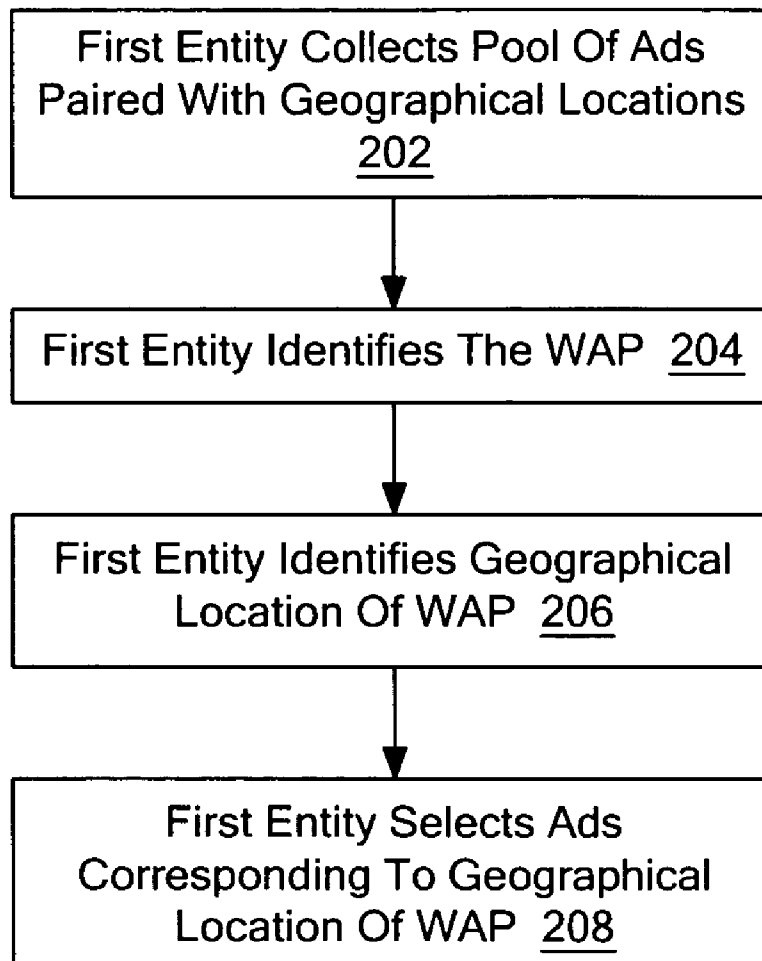 First Entity Collects Pool Of Ads
Paired With Geographical Locations
202
First Entity Identifies The WAP 204
First Entity Identifies Geographical
Location Of WAP 206
First Entity Selects Ads
Corresponding To Geographical
Location Of WAP 208